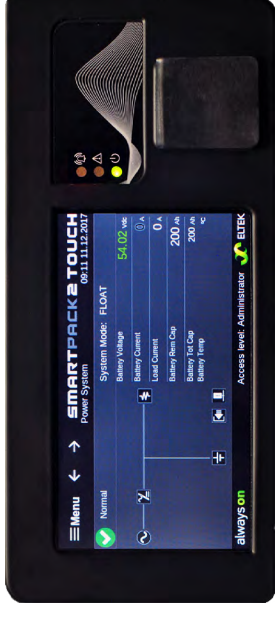 Menu ← → SMARTPACK2 TOUCH
Power System 09:11 11.12.2017
Normal
System Mode: FLOAT
Battery Voltage 54.02 Vdc
Battery Current 0 A
Load Current 0 A
Battery Rem Cap 200 Ah
Battery Tot Cap 200 Ah
Battery Temp °C
alwayson
Access level: Administrator
ELTEK